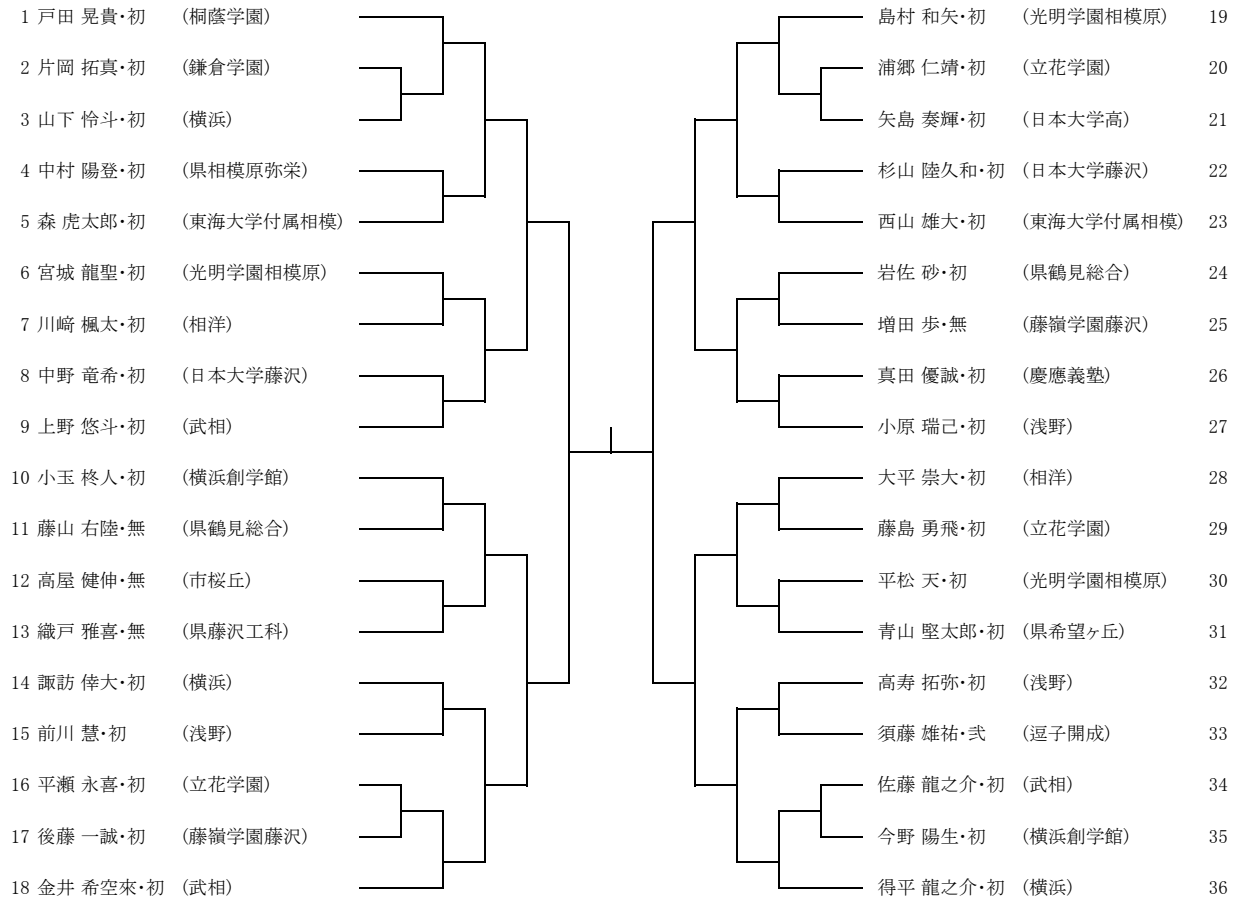 1 戸田 晃貴・初 (桐蔭学園)
2 片岡 拓真・初 (鎌倉学園)
3 山下 怜斗・初 (横浜)
4 中村 陽登・初 (県相模原弥栄)
5 森 虎太郎・初 (東海大学付属相模)
6 宮城 龍聖・初 (光明学園相模原)
7 川﨑 楓太・初 (相洋)
8 中野 竜希・初 (日本大学藤沢)
9 上野 悠斗・初 (武相)
10 小玉 柊人・初 (横浜創学館)
11 藤山 右陸・無 (県鶴見総合)
12 高屋 健伸・無 (市桜丘)
13 織戸 雅喜・無 (県藤沢工科)
14 諏訪 倖大・初 (横浜)
15 前川 慧・初 (浅野)
16 平瀬 永喜・初 (立花学園)
17 後藤 一誠・初 (藤嶺学園藤沢)
18 金井 希空來・初 (武相)
島村 和矢・初 (光明学園相模原) 19
浦郷 仁靖・初 (立花学園) 20
矢島 奏輝・初 (日本大学高) 21
杉山 陸久和・初 (日本大学藤沢) 22
西山 雄大・初 (東海大学付属相模) 23
岩佐 砂・初 (県鶴見総合) 24
増田 歩・無 (藤嶺学園藤沢) 25
真田 優誠・初 (慶應義塾) 26
小原 瑞己・初 (浅野) 27
大平 崇大・初 (相洋) 28
藤島 勇飛・初 (立花学園) 29
平松 天・初 (光明学園相模原) 30
青山 堅太郎・初 (県希望ヶ丘) 31
高寿 拓弥・初 (浅野) 32
須藤 雄祐・弐 (逗子開成) 33
佐藤 龍之介・初 (武相) 34
今野 陽生・初 (横浜創学館) 35
得平 龍之介・初 (横浜) 36